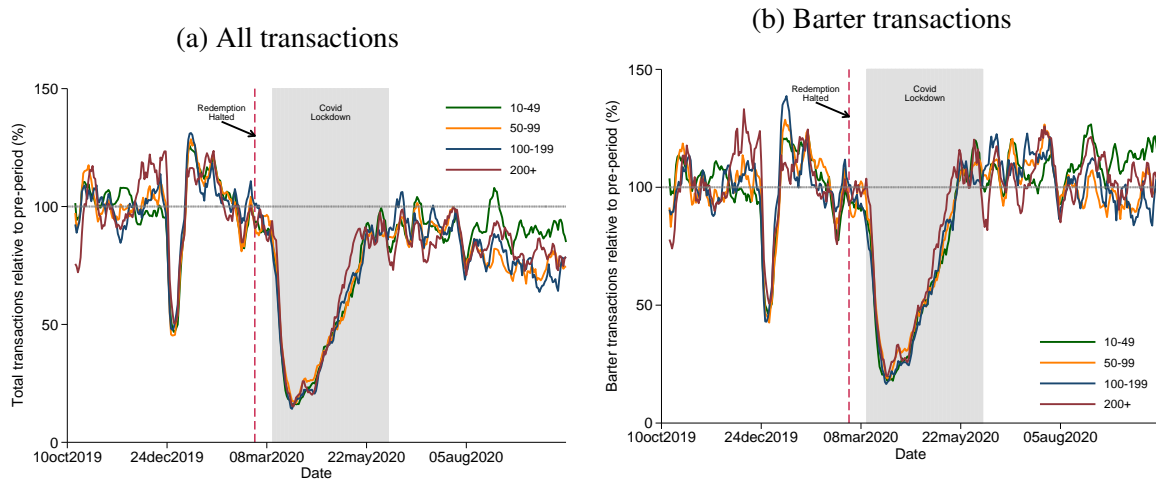 (a) All transactions
150
100
50
0
Total transactions relative to pre-period (%)
Redemption
Halted
Covid
Lockdown
10-49
50-99
100-199
200+
10oct2019
24dec2019
08mar2020
22may2020
05aug2020
Date
(b) Barter transactions
150
100
50
0
Barter transactions relative to pre-period (%)
Redemption
Halted
Covid
Lockdown
10-49
50-99
100-199
200+
10oct2019
24dec2019
08mar2020
22may2020
05aug2020
Date